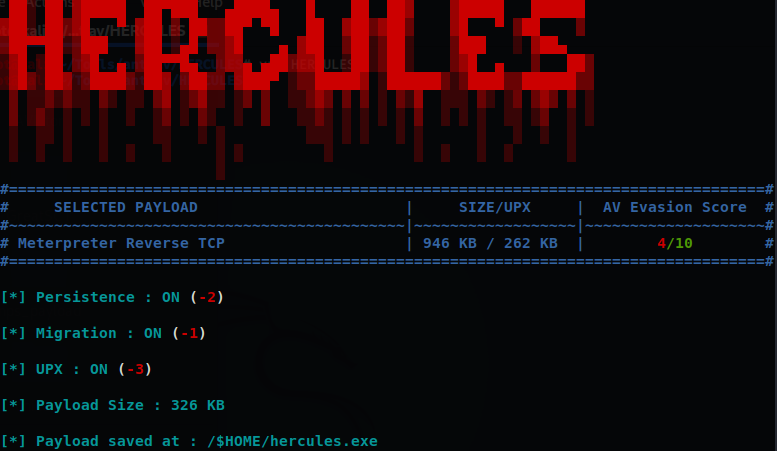 HERCULES
#=====================================================================================#
# SELECTED PAYLOAD | SIZE/UPX | AV Evasion Score #
#~~~~~~~~~~~~~~~~~~~~~~~~~~~~~~~~~~~~~~~~~~~~|~~~~~~~~~~~~~~~~~~|~~~~~~~~~~~~~~~~~~~~#
# Meterpreter Reverse TCP | 946 KB / 262 KB | 4/10 #
#=====================================================================================#
[*] Persistence : ON (-2)
[*] Migration : ON (-1)
[*] UPX : ON (-3)
[*] Payload Size : 326 KB
[*] Payload saved at : /$HOME/hercules.exe